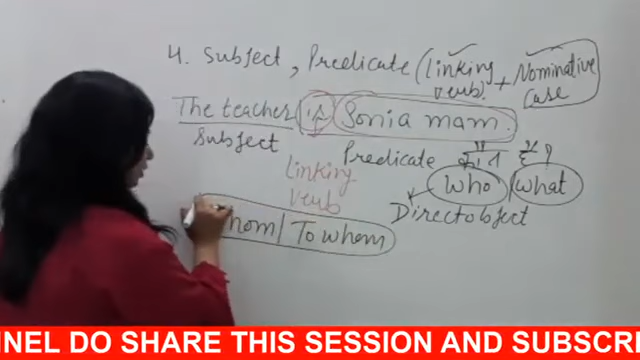 4. Subject, Predicate (linking verb. + Nominative Case
The teacher is Sonia mam.
Subject
Predicate
linking verb
who what
Direct object
hom / To whom
NNEL DO SHARE THIS SESSION AND SUBSCR